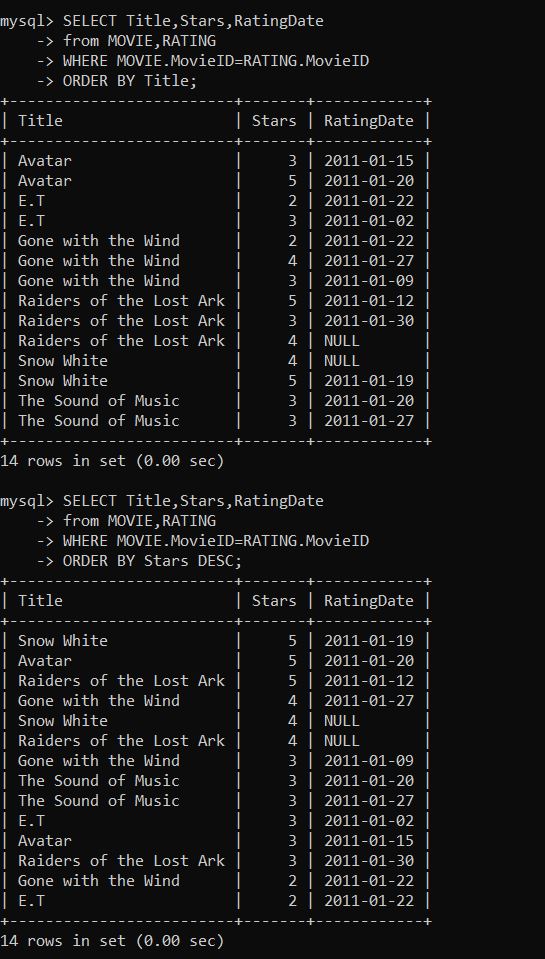 mysql> SELECT Title,Stars,RatingDate
    -> from MOVIE,RATING
    -> WHERE MOVIE.MovieID=RATING.MovieID
    -> ORDER BY Title;
+-------------------------+-------+------------+
| Title                   | Stars | RatingDate |
+-------------------------+-------+------------+
| Avatar                  |     3 | 2011-01-15 |
| Avatar                  |     5 | 2011-01-20 |
| E.T                     |     2 | 2011-01-22 |
| E.T                     |     3 | 2011-01-02 |
| Gone with the Wind      |     2 | 2011-01-22 |
| Gone with the Wind      |     4 | 2011-01-27 |
| Gone with the Wind      |     3 | 2011-01-09 |
| Raiders of the Lost Ark |     5 | 2011-01-12 |
| Raiders of the Lost Ark |     3 | 2011-01-30 |
| Raiders of the Lost Ark |     4 | NULL       |
| Snow White              |     4 | NULL       |
| Snow White              |     5 | 2011-01-19 |
| The Sound of Music      |     3 | 2011-01-20 |
| The Sound of Music      |     3 | 2011-01-27 |
+-------------------------+-------+------------+
14 rows in set (0.00 sec)

mysql> SELECT Title,Stars,RatingDate
    -> from MOVIE,RATING
    -> WHERE MOVIE.MovieID=RATING.MovieID
    -> ORDER BY Stars DESC;
+-------------------------+-------+------------+
| Title                   | Stars | RatingDate |
+-------------------------+-------+------------+
| Snow White              |     5 | 2011-01-19 |
| Avatar                  |     5 | 2011-01-20 |
| Raiders of the Lost Ark |     5 | 2011-01-12 |
| Gone with the Wind      |     4 | 2011-01-27 |
| Snow White              |     4 | NULL       |
| Raiders of the Lost Ark |     4 | NULL       |
| Gone with the Wind      |     3 | 2011-01-09 |
| The Sound of Music      |     3 | 2011-01-20 |
| The Sound of Music      |     3 | 2011-01-27 |
| E.T                     |     3 | 2011-01-02 |
| Avatar                  |     3 | 2011-01-15 |
| Raiders of the Lost Ark |     3 | 2011-01-30 |
| Gone with the Wind      |     2 | 2011-01-22 |
| E.T                     |     2 | 2011-01-22 |
+-------------------------+-------+------------+
14 rows in set (0.00 sec)